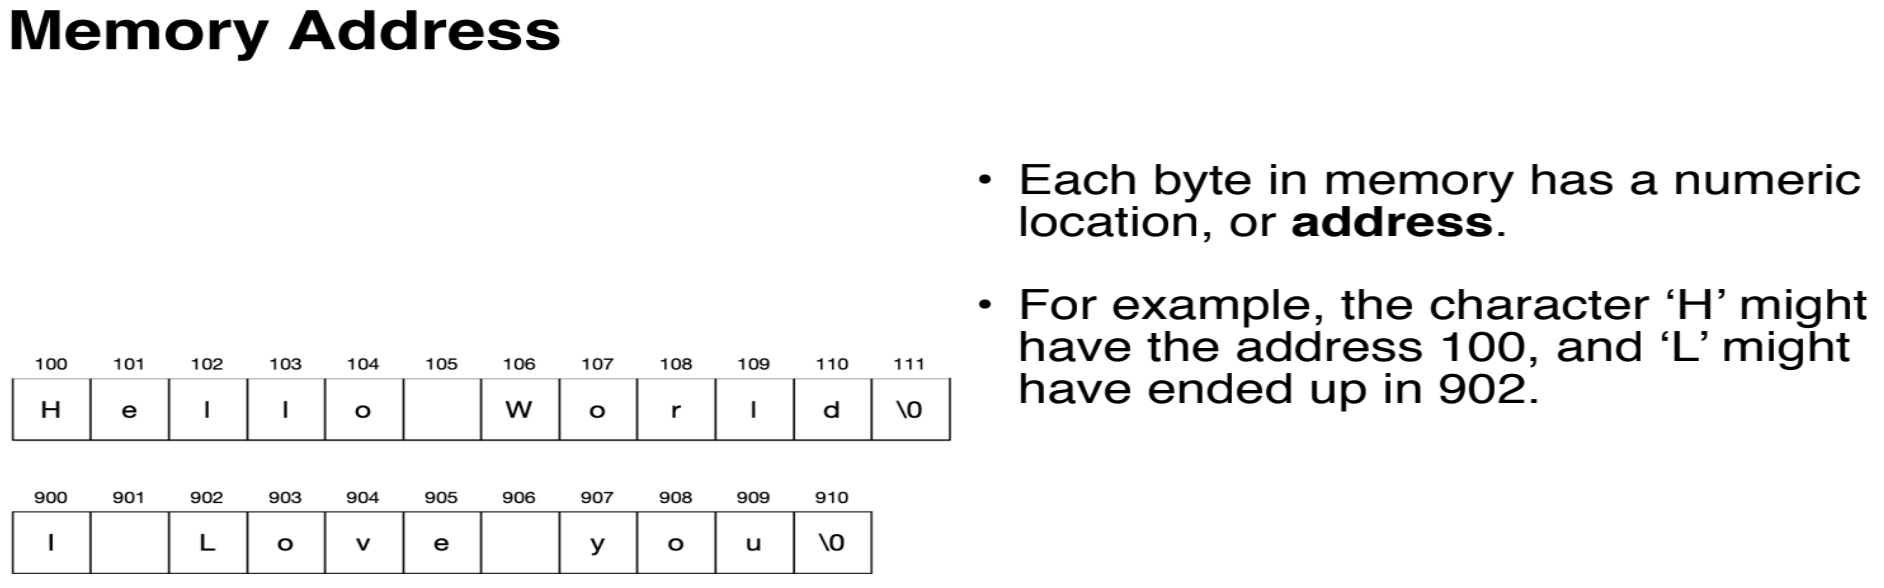 Memory Address
• Each byte in memory has a numeric
location, or address.
• For example, the character ‘H’ might
have the address 100, and ‘L’ might
have ended up in 902.
100 101 102 103 104 105 106 107 108 109 110 111
H e l l o W o r l d \0
900 901 902 903 904 905 906 907 908 909 910
I L o v e y o u \0